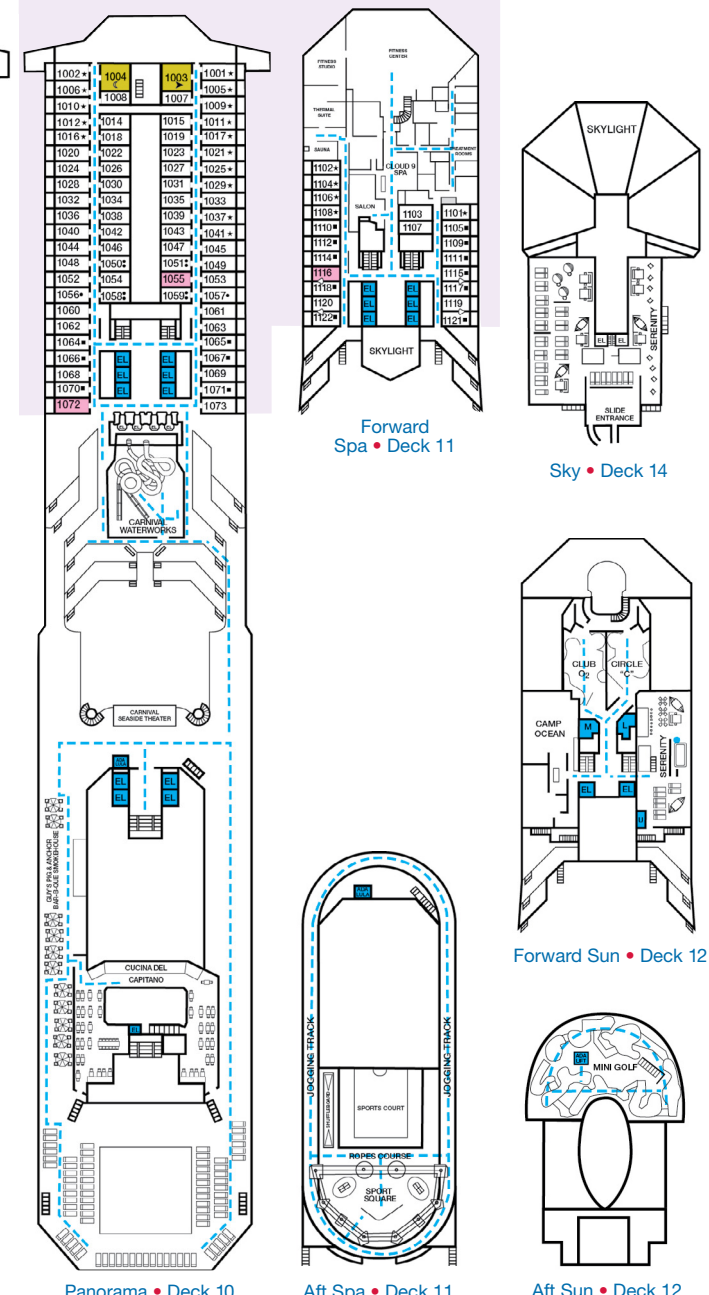 1002★ 1004 1003 1001★
1006★ 1008 1007 1005★
1010★ 1009★
1012★ 1014 1015 1011★
1016★ 1018 1019 1017★
1020 1022 1023 1021★
1024 1026 1027 1025★
1028 1030 1031 1029★
1032 1034 1035 1033
1036 1038 1039 1037★
1040 1042 1043 1041★
1044 1046 1047 1045
1048 1050 1051 1049
1052 1054 1055 1053
1056 1058 1059 1057
1060 1061
1062 1063
1064■ 1065■
1066■ EL EL 1067■
1068 EL EL 1069
1070■ EL EL 1071■
1072 1073
CARNIVAL
WATERWORKS
CARNIVAL
SEASIDE THEATER
ADA
EL EL
EL EL
GUY'S PIG & ANCHOR
BAR-B-QUE SMOKEHOUSE
CUCINA DEL
CAPITANO
EL
Panorama • Deck 10
FITNESS
STUDIO
FITNESS
CENTER
THERMAL
SUITE
SAUNA
TREATMENT
ROOMS
CLOUD 9
SPA
SALON
1102★
1104★
1106★
1108★ 1103 1101★
1110■ 1107 1105■
1112■ 1109■
1114■ 1111
1116 1115■
1118■ EL EL 1117■
1120 EL EL 1119
1122■ EL EL 1121■
SKYLIGHT
Forward
Spa • Deck 11
SKYLIGHT
SERENITY
EL EL
SLIDE
ENTRANCE
Sky • Deck 14
CLUB
O2
CIRCLE
"C"
CAMP
OCEAN
M L
SERENITY
EL EL
U
Forward Sun • Deck 12
JOGGING TRACK
JOGGING TRACK
SHUFFLEBOARD
SPORTS COURT
ROPES COURSE
SPORT
SQUARE
Aft Spa • Deck 11
ADA
LIFT
MINI GOLF
Aft Sun • Deck 12